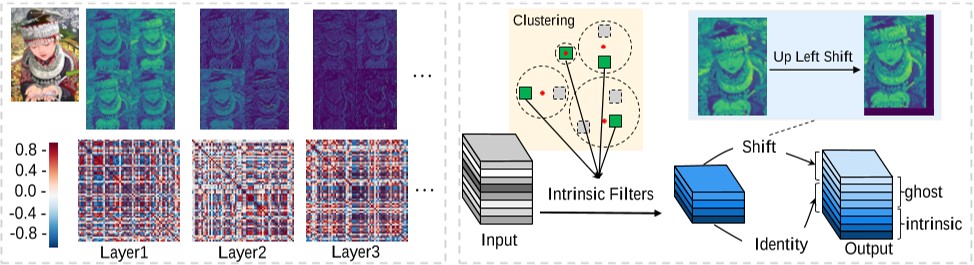 0.8 -
0.4 -
0.0 -
-0.4 -
-0.8 -
...
...
Layer1
Layer2
Layer3
Clustering
Up Left Shift
Input
Intrinsic Filters
Shift
Identity
ghost
intrinsic
Output